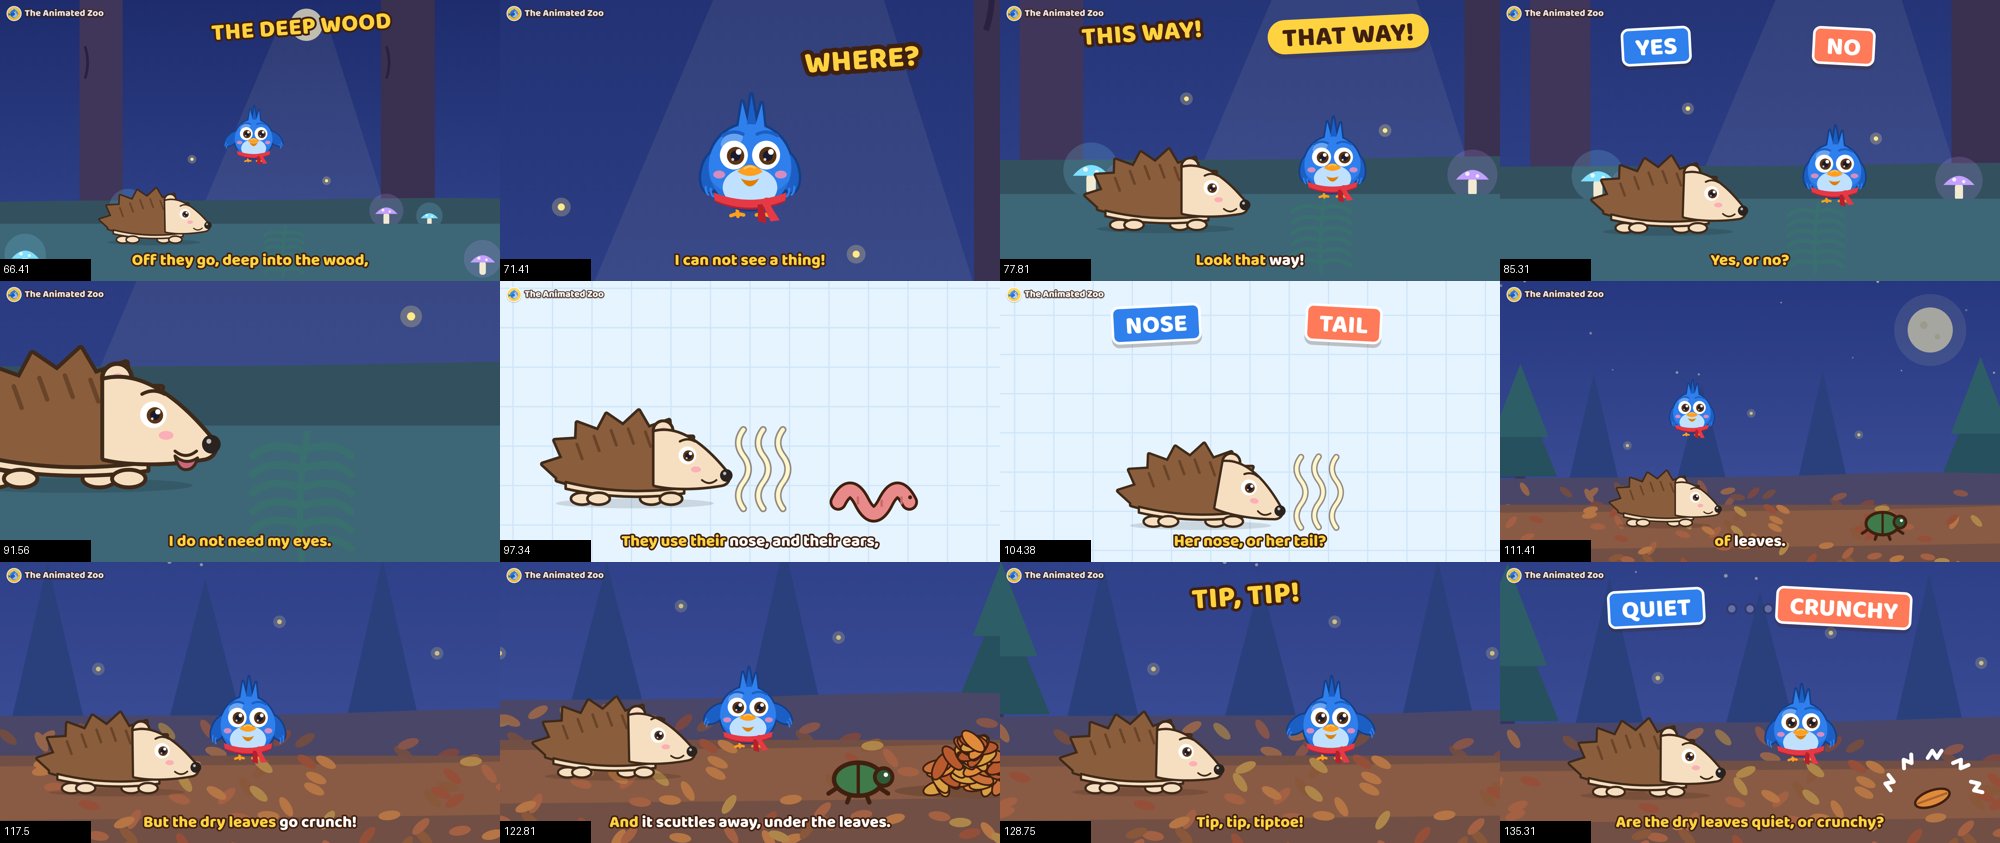 The Animated Zoo
THE DEEP WOOD
Off they go, deep into the wood,
66.41
The Animated Zoo
WHERE?
I can not see a thing!
71.41
The Animated Zoo
THIS WAY!
THAT WAY!
Look that way!
77.81
The Animated Zoo
YES
NO
Yes, or no?
85.31
The Animated Zoo
I do not need my eyes.
91.56
The Animated Zoo
They use their nose, and their ears,
97.34
The Animated Zoo
NOSE
TAIL
Her nose, or her tail?
104.38
The Animated Zoo
of leaves.
111.41
The Animated Zoo
But the dry leaves go crunch!
117.5
The Animated Zoo
And it scuttles away, under the leaves.
122.81
The Animated Zoo
TIP, TIP!
Tip, tip, tiptoe!
128.75
The Animated Zoo
QUIET
CRUNCHY
Are the dry leaves quiet, or crunchy?
135.31